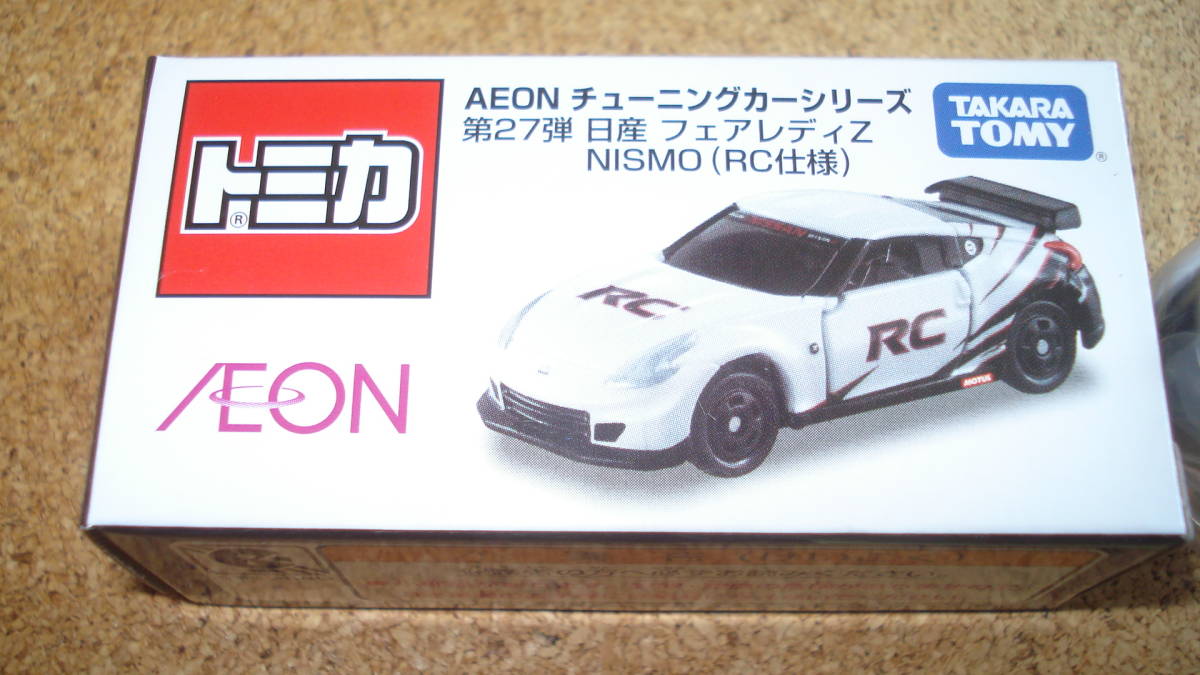 トミカ
®
AEON チューニングカーシリーズ
第27弾 日産 フェアレディZ
NISMO（RC仕様）
TAKARA
TOMY
®
AEON
NISSAN
RC
RC
MOTUL